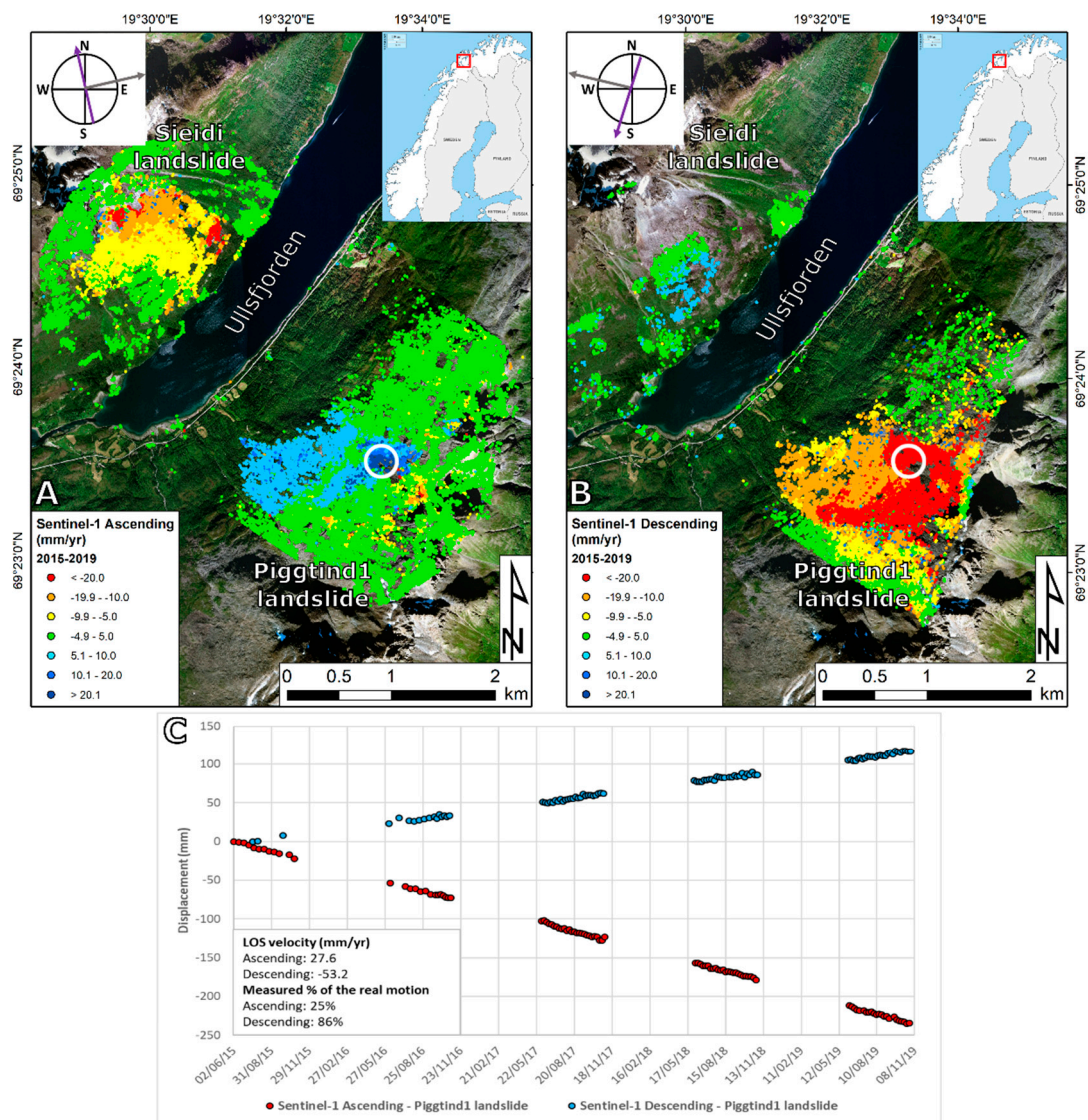 19°30'0"E
19°32'0"E
19°34'0"E
19°30'0"E
19°32'0"E
19°34'0"E
N
W
E
S
N
W
E
S
Sieidi
landslide
Sieidi
landslide
69°25'0"N
69°24'0"N
69°23'0"N
69°25'0"N
69°24'0"N
69°23'0"N
Ullsfjorden
Ullsfjorden
A
Sentinel-1 Ascending
(mm/yr)
2015-2019
< -20.0
-19.9 - -10.0
-9.9 - -5.0
-4.9 - 5.0
5.1 - 10.0
10.1 - 20.0
> 20.1
Piggtind1
landslide
N
0 0.5 1 2
km
B
Sentinel-1 Descending
(mm/yr)
2015-2019
< -20.0
-19.9 - -10.0
-9.9 - -5.0
-4.9 - 5.0
5.1 - 10.0
10.1 - 20.0
> 20.1
Piggtind1
landslide
N
0 0.5 1 2
km
C
Displacement (mm)
150
100
50
0
-50
-100
-150
-200
-250
LOS velocity (mm/yr)
Ascending: 27.6
Descending: -53.2
Measured % of the real motion
Ascending: 25%
Descending: 86%
02/06/15 31/08/15 29/11/15 27/02/16 27/05/16 25/08/16 23/11/16 21/02/17 22/05/17 20/08/17 18/11/17 16/02/18 17/05/18 15/08/18 13/11/18 11/02/19 12/05/19 10/08/19 08/11/19
Sentinel-1 Ascending - Piggtind1 landslide Sentinel-1 Descending - Piggtind1 landslide